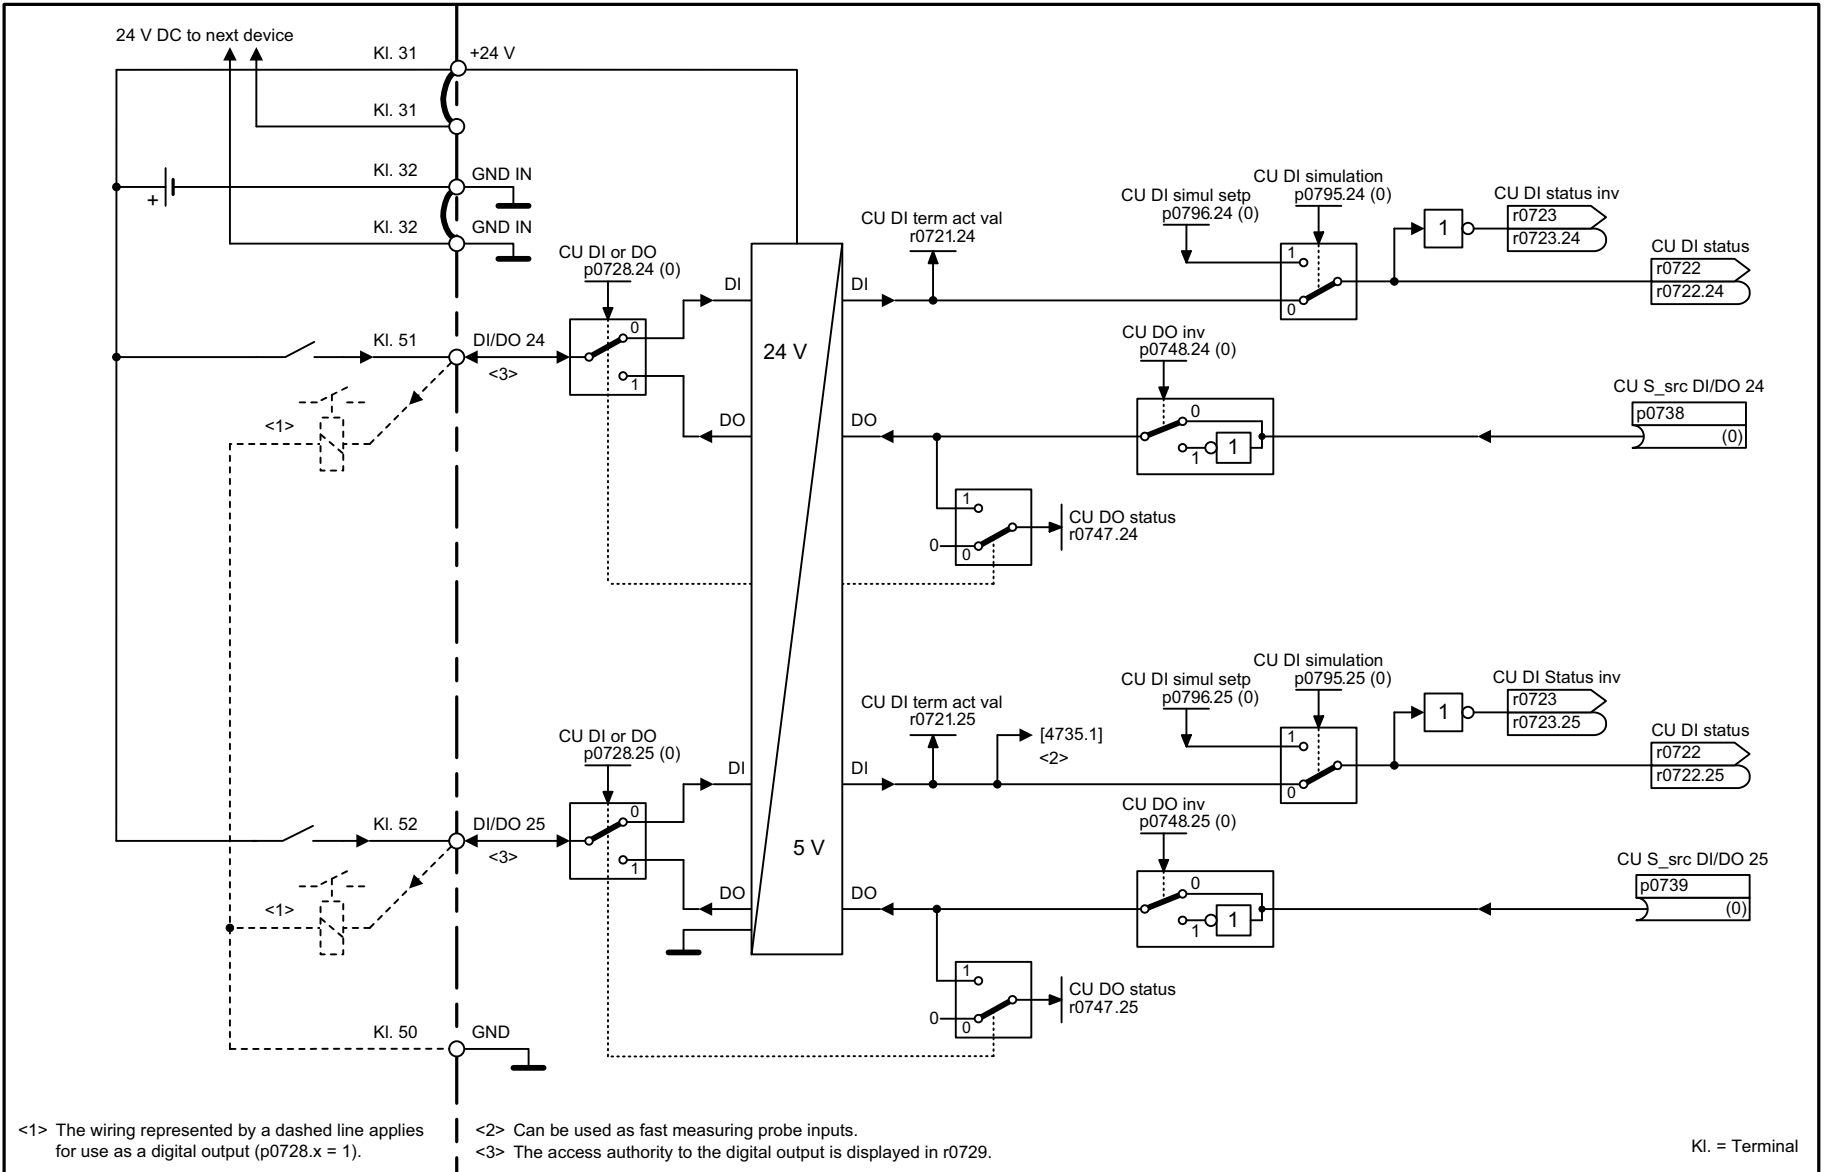 24 V DC to next device
Kl. 31
+24 V
Kl. 31
Kl. 32
GND IN
+
Kl. 32
GND IN
CU DI or DO
p0728.24 (0)
CU DI term act val
r0721.24
CU DI simul setp
p0796.24 (0)
CU DI simulation
p0795.24 (0)
CU DI status inv
r0723
r0723.24
1
CU DI status
r0722
r0722.24
DI
DI
1
0
Kl. 51
DI/DO 24
<3>
0
1
24 V
CU DO inv
p0748.24 (0)
CU S_src DI/DO 24
p0738
(0)
<1>
DO
DO
0
1
1
1
0
0
CU DO status
r0747.24
CU DI or DO
p0728.25 (0)
CU DI term act val
r0721.25
[4735.1]
<2>
CU DI simul setp
p0796.25 (0)
CU DI simulation
p0795.25 (0)
CU DI Status inv
r0723
r0723.25
1
CU DI status
r0722
r0722.25
DI
DI
1
0
Kl. 52
DI/DO 25
<3>
0
1
5 V
CU DO inv
p0748.25 (0)
CU S_src DI/DO 25
p0739
(0)
<1>
DO
DO
0
1
1
1
0
0
CU DO status
r0747.25
Kl. 50
GND
<1> The wiring represented by a dashed line applies
for use as a digital output (p0728.x = 1).
<2> Can be used as fast measuring probe inputs.
<3> The access authority to the digital output is displayed in r0729.
Kl. = Terminal